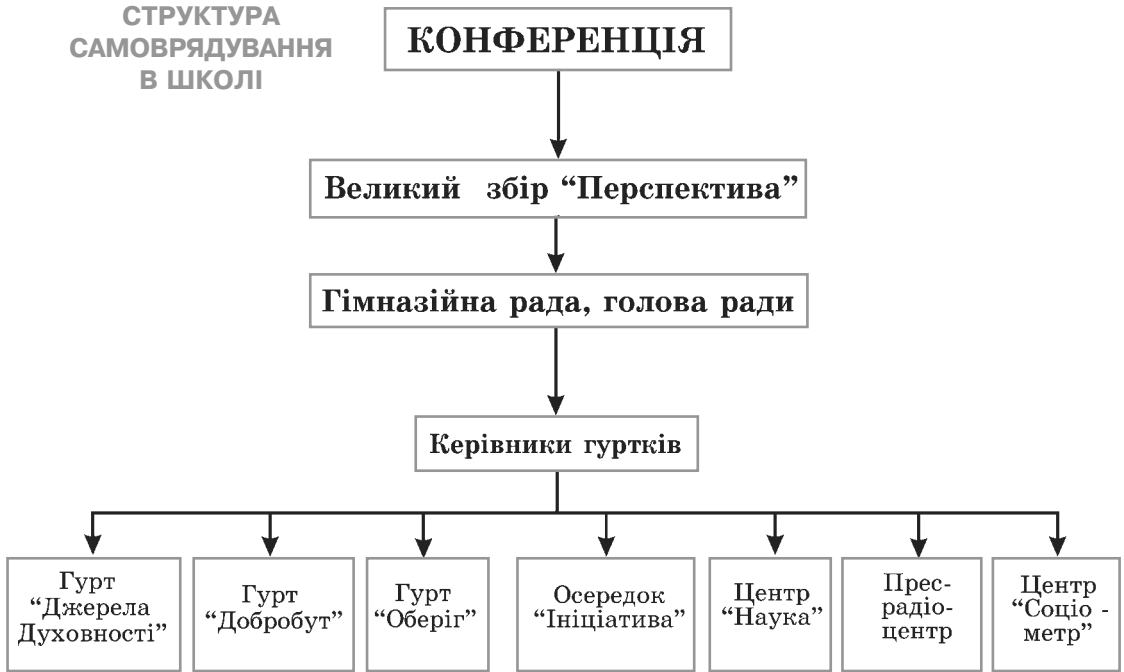 СТРУКТУРА
САМОВРЯДУВАННЯ
В ШКОЛІ
КОНФЕРЕНЦІЯ
Великий збір “Перспектива”
Гімназійна рада, голова ради
Керівники гуртків
Гурт
“Джерела
Духовності”
Гурт
“Добробут”
Гурт
“Оберіг”
Осередок
“Ініціатива”
Центр
“Наука”
Прес-
радіо-
центр
Центр
“Соціо -
метр”